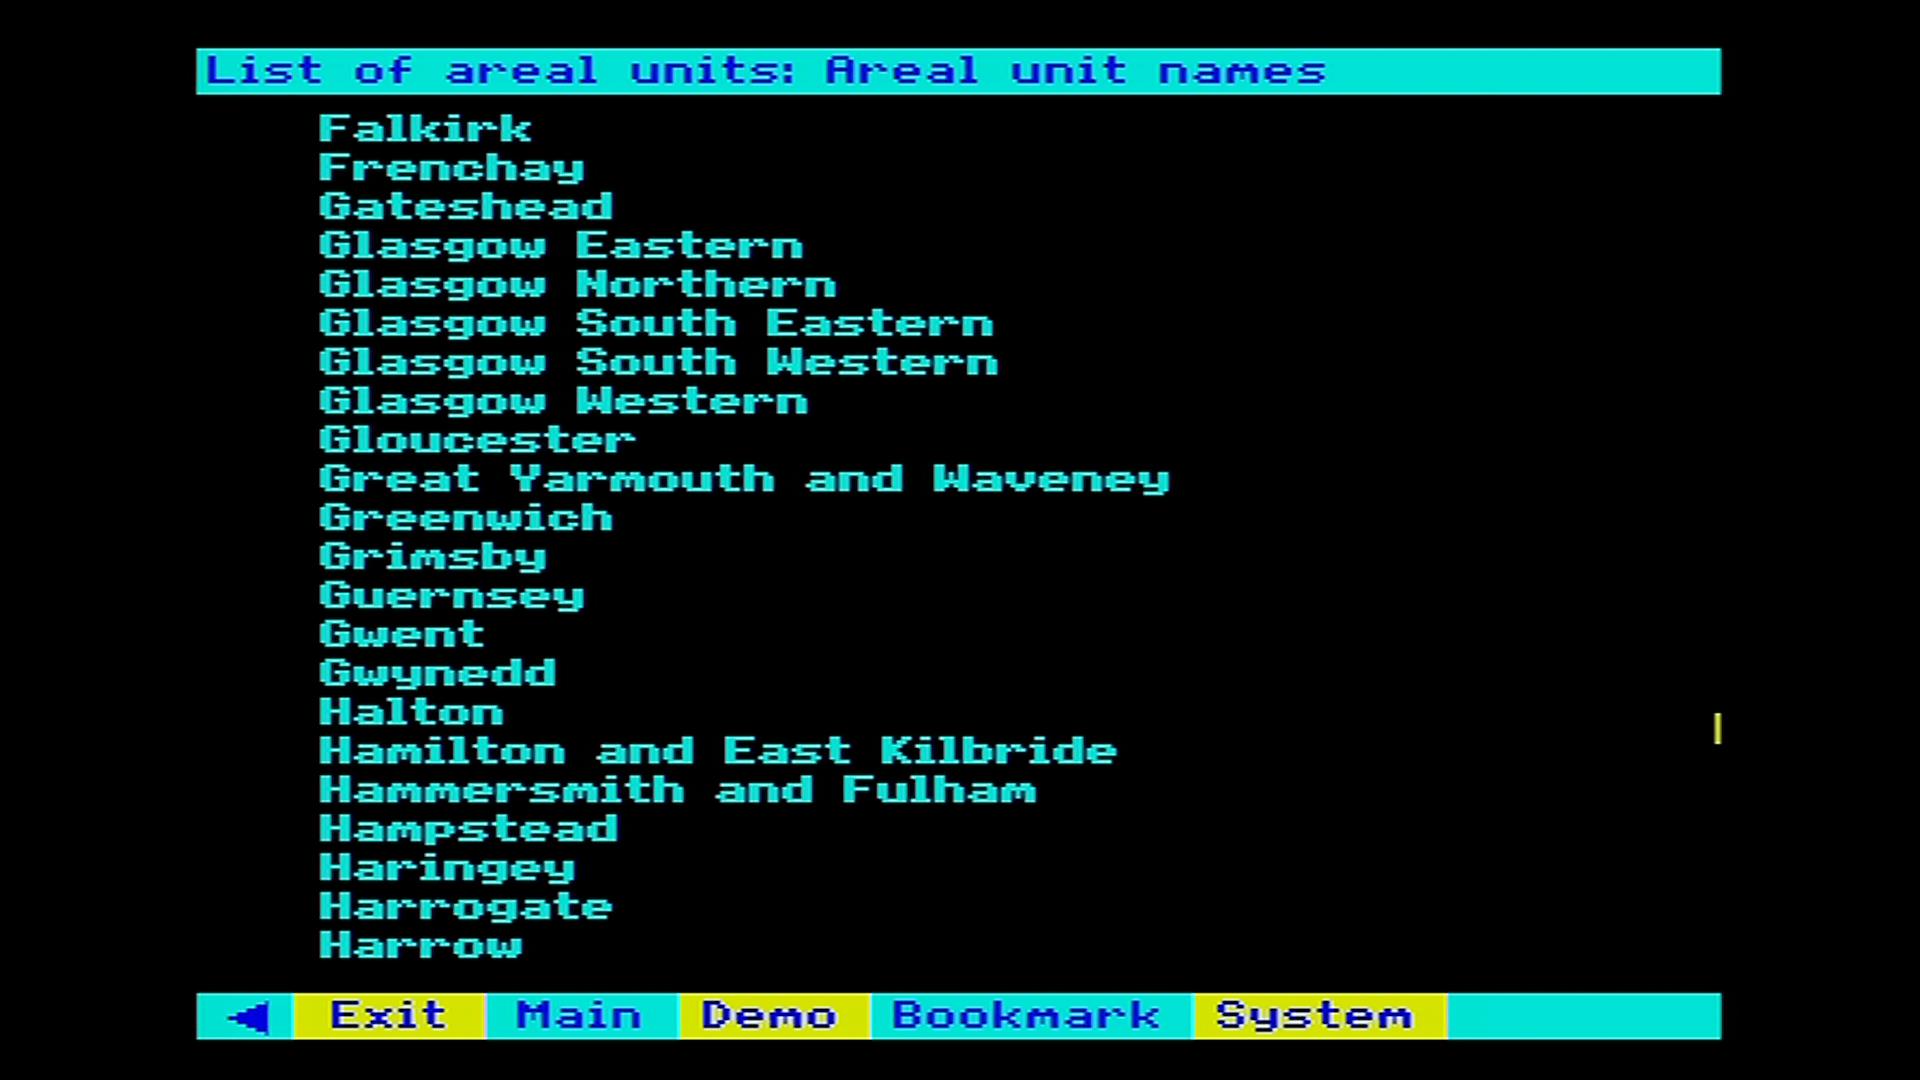 List of areal units: Areal unit names
Falkirk
Frenchay
Gateshead
Glasgow Eastern
Glasgow Northern
Glasgow South Eastern
Glasgow South Western
Glasgow Western
Gloucester
Great Yarmouth and Waveney
Greenwich
Grimsby
Guernsey
Gwent
Gwynedd
Halton
Hamilton and East Kilbride
Hammersmith and Fulham
Hampstead
Haringey
Harrogate
Harrow
Exit Main Demo Bookmark System